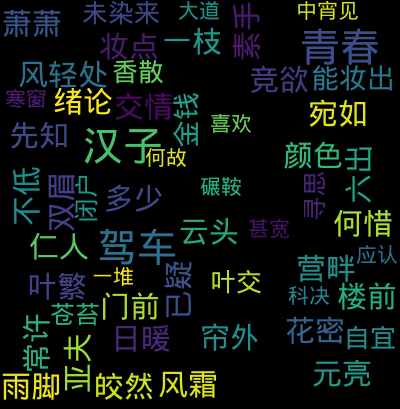 萧萧
未染来
大道
素手
中宵见
妆点
一枝
青春
风轻处
香散
竞欲
能妆出
寒窗
绪论
交情
金钱
宛如
先知
汉子
喜欢
何故
颜色
六出
不低
双眉
闭户
多少
碾鞍
寻思
何惜
仁人
驾车
云头
甚宽
应认
叶繁
一堆
已疑
叶交
营畔
科决
楼前
苍苔
门前
常许
日暖
帘外
花密
自宜
亚夫
元亮
雨脚
皎然
风霜